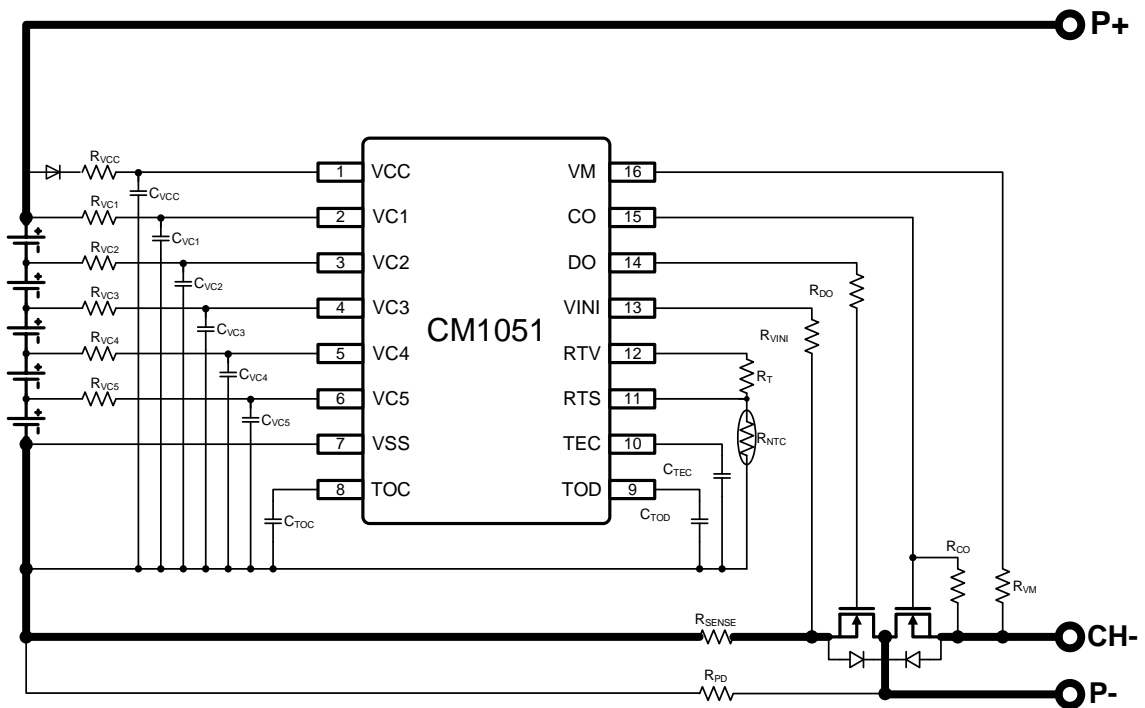 P+
RVCC
CVCC
RVC1
CVC1
RVC2
CVC2
RVC3
CVC3
RVC4
CVC4
RVC5
CVC5
1 VCC
2 VC1
3 VC2
4 VC3
5 VC4
6 VC5
7 VSS
8 TOC
CM1051
VM 16
CO 15
DO 14
VINI 13
RTV 12
RTS 11
TEC 10
TOD 9
CTOC
CTEC
CTOD
RDO
RVINI
RT
RNTC
RCO
RVM
RSENSE
CH-
RPD
P-